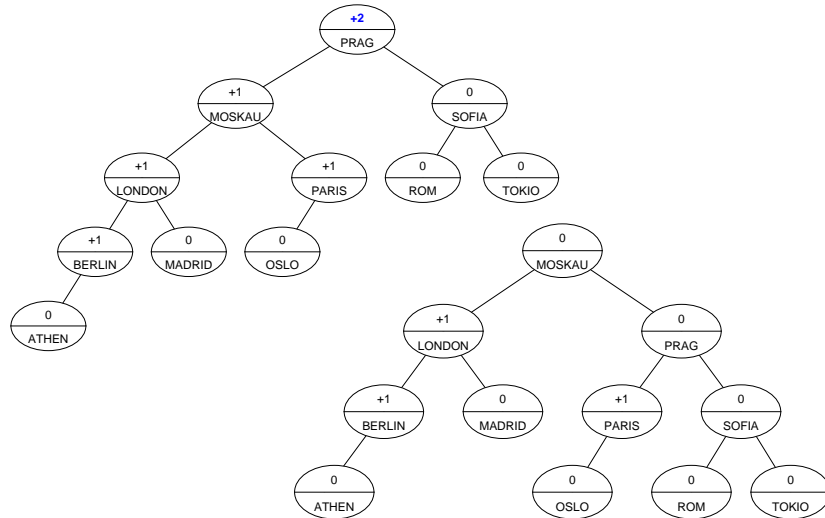 +2
PRAG
+1
MOSKAU
0
SOFIA
+1
LONDON
+1
PARIS
0
ROM
0
TOKIO
+1
BERLIN
0
MADRID
0
OSLO
0
ATHEN
0
MOSKAU
+1
LONDON
0
PRAG
+1
BERLIN
0
MADRID
+1
PARIS
0
SOFIA
0
ATHEN
0
OSLO
0
ROM
0
TOKIO